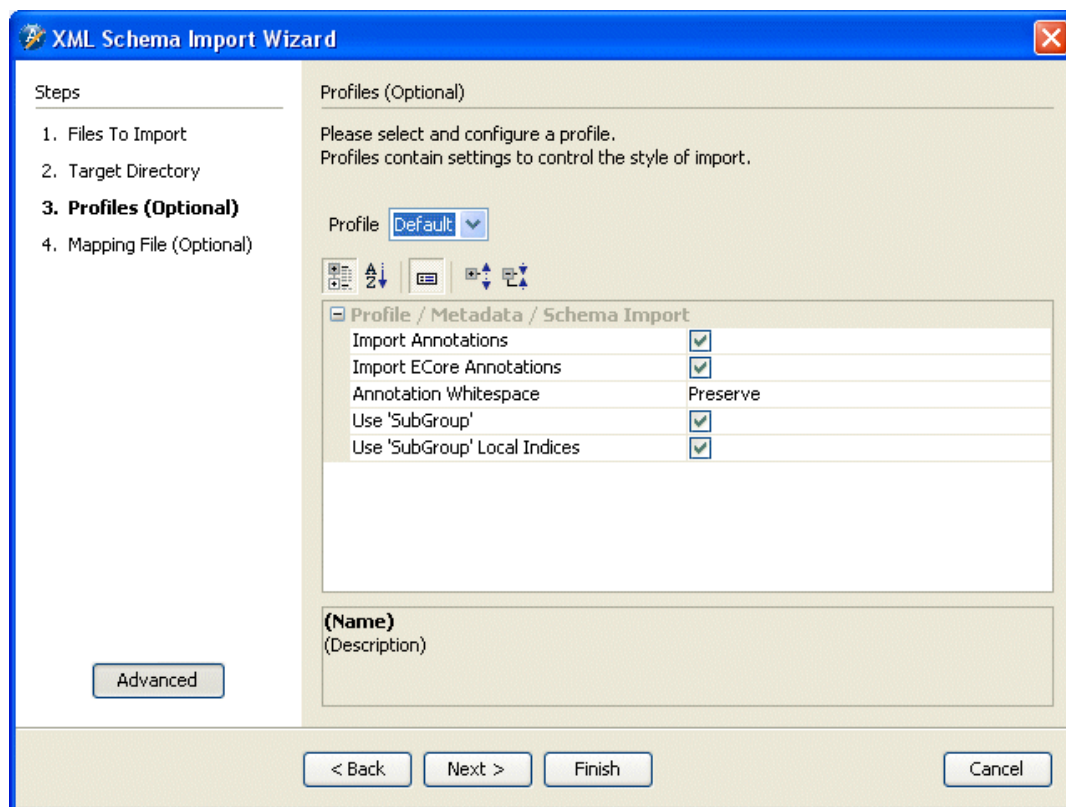 XML Schema Import Wizard
Steps
1. Files To Import
2. Target Directory
3. Profiles (Optional)
4. Mapping File (Optional)
Advanced
Profiles (Optional)
Please select and configure a profile.
Profiles contain settings to control the style of import.
Profile Default
Profile / Metadata / Schema Import
Import Annotations
Import ECore Annotations
Annotation Whitespace Preserve
Use 'SubGroup'
Use 'SubGroup' Local Indices
(Name)
(Description)
< Back Next > Finish Cancel